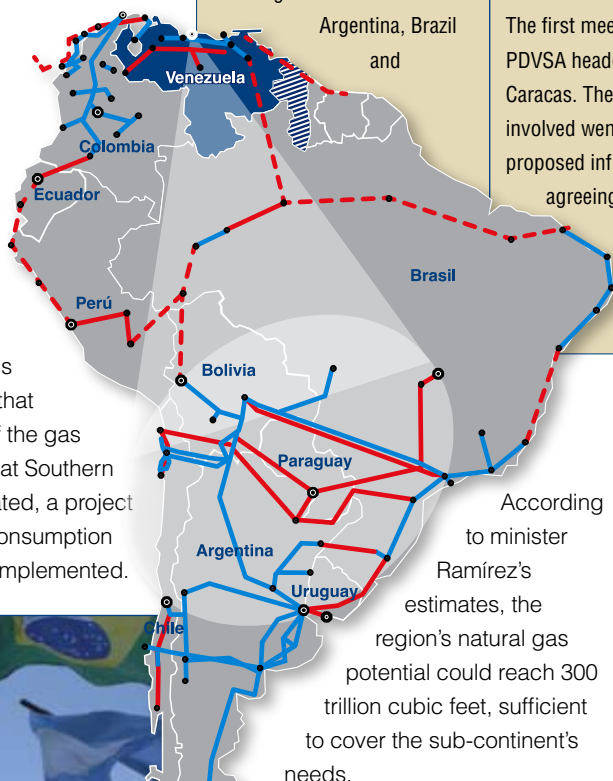 Argentina, Brazil
and
The first mee
PDVSA head
Caracas. The
involved wen
proposed inf
agreeing
Venezuela
Colombia
Ecuador
Brasil
Perú
Bolivia
Paraguay
Argentina
Uruguay
Chile
s
that
f the gas
at Southern
ated, a project
onsumption
mplemented.
According
to minister
Ramírez’s
estimates, the
region’s natural gas
potential could reach 300
trillion cubic feet, sufficient
to cover the sub-continent’s
needs.